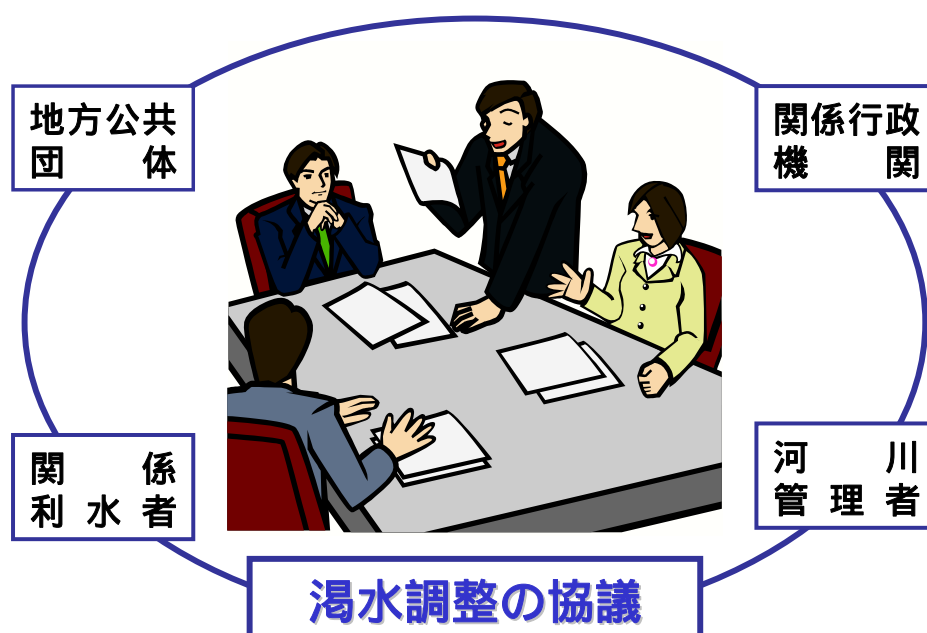 地方公共
団体
関係行政
機関
関係
利水者
河川
管理者
渇水調整の協議